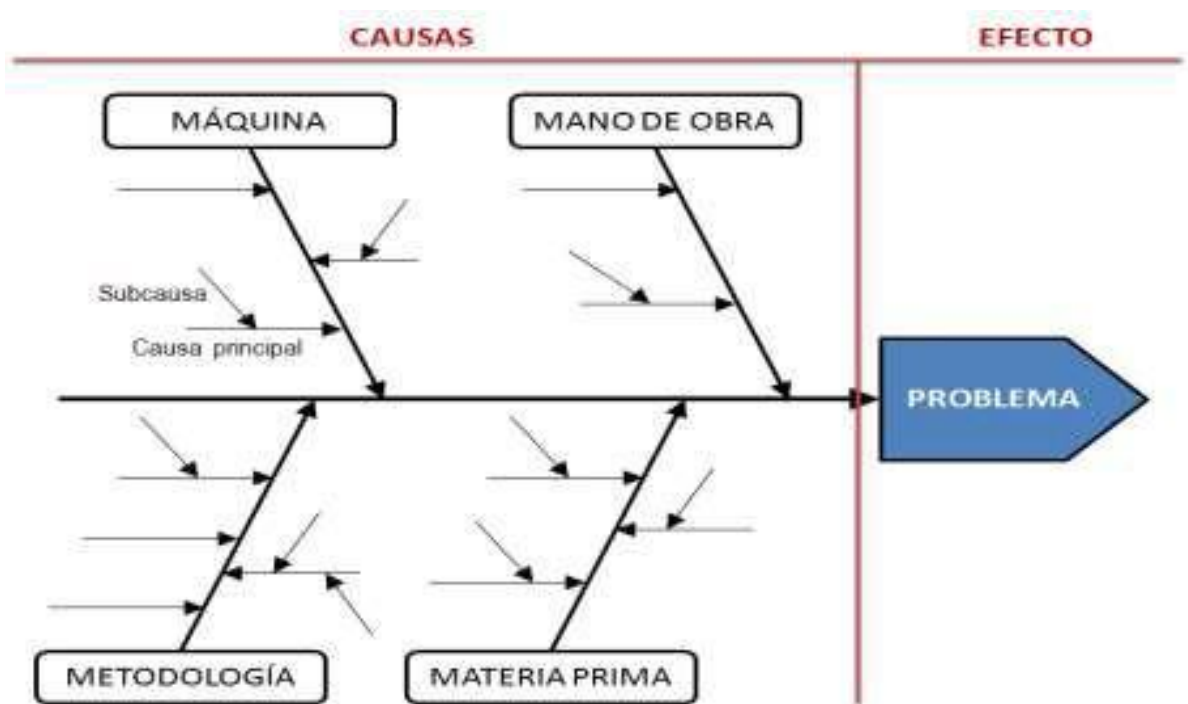 CAUSAS
EFECTO
MÁQUINA
MANO DE OBRA
Subcausa
Causa principal
PROBLEMA
METODOLOGÍA
MATERIA PRIMA